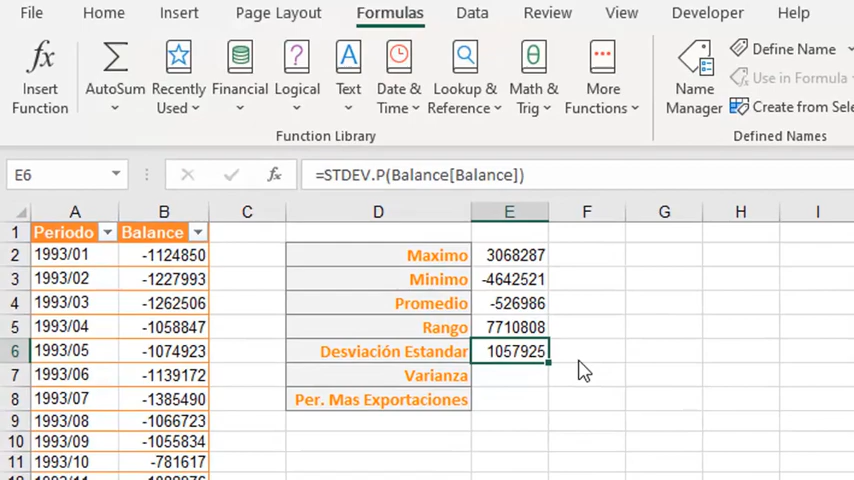 File Home Insert Page Layout Formulas Data Review View Developer Help
fx Σ ? θ Define Name
Use in Formula
Insert AutoSum Recently Financial Logical Text Date & Lookup & Math & More Name
Function Used Time Reference Trig Functions Manager Create from Sele
Function Library Defined Names
E6 fx =STDEV.P(Balance[Balance])
A B C D E F G H I
1 Periodo Balance
2 1993/01 -1124850 Maximo 3068287
3 1993/02 -1227993 Minimo -4642521
4 1993/03 -1262506 Promedio -526986
5 1993/04 -1058847 Rango 7710808
6 1993/05 -1074923 Desviación Estandar 1057925
7 1993/06 -1139172 Varianza
8 1993/07 -1385490 Per. Mas Exportaciones
9 1993/08 -1066723
10 1993/09 -1055834
11 1993/10 -781617